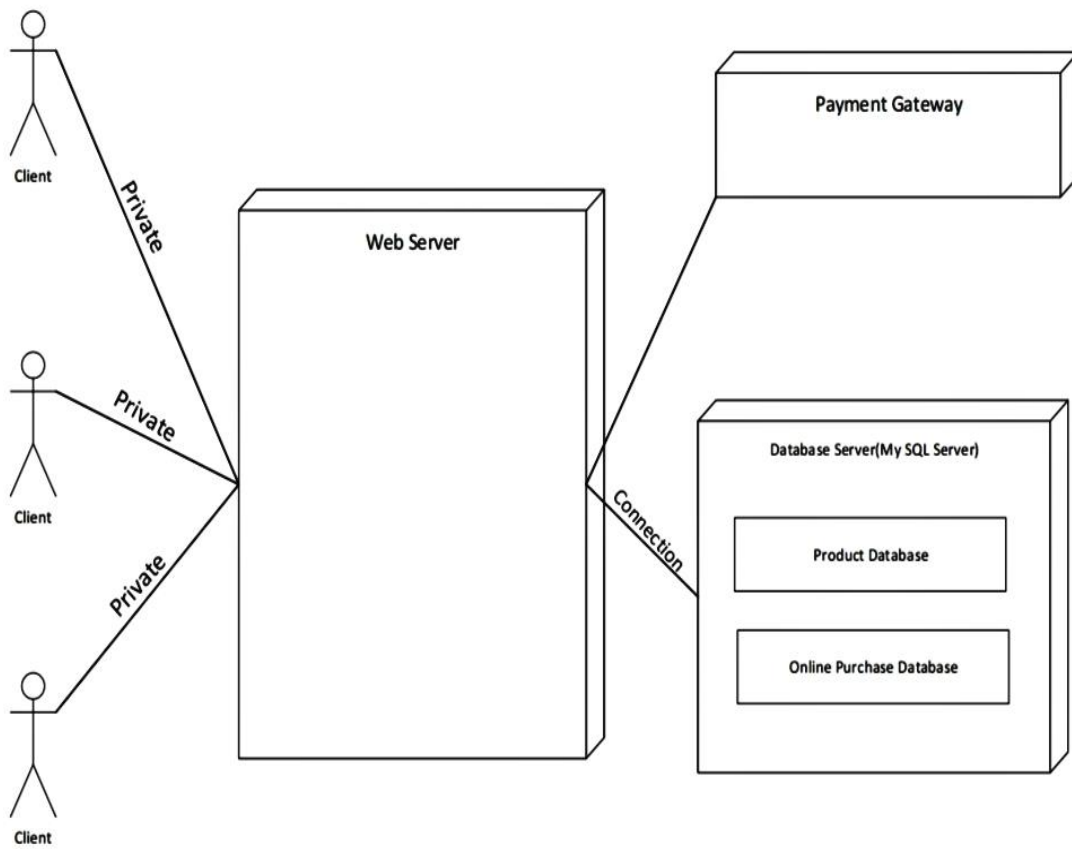 Client
Private
Client
Private
Client
Private
Web Server
Payment Gateway
Connection
Database Server(My SQL Server)
Product Database
Online Purchase Database